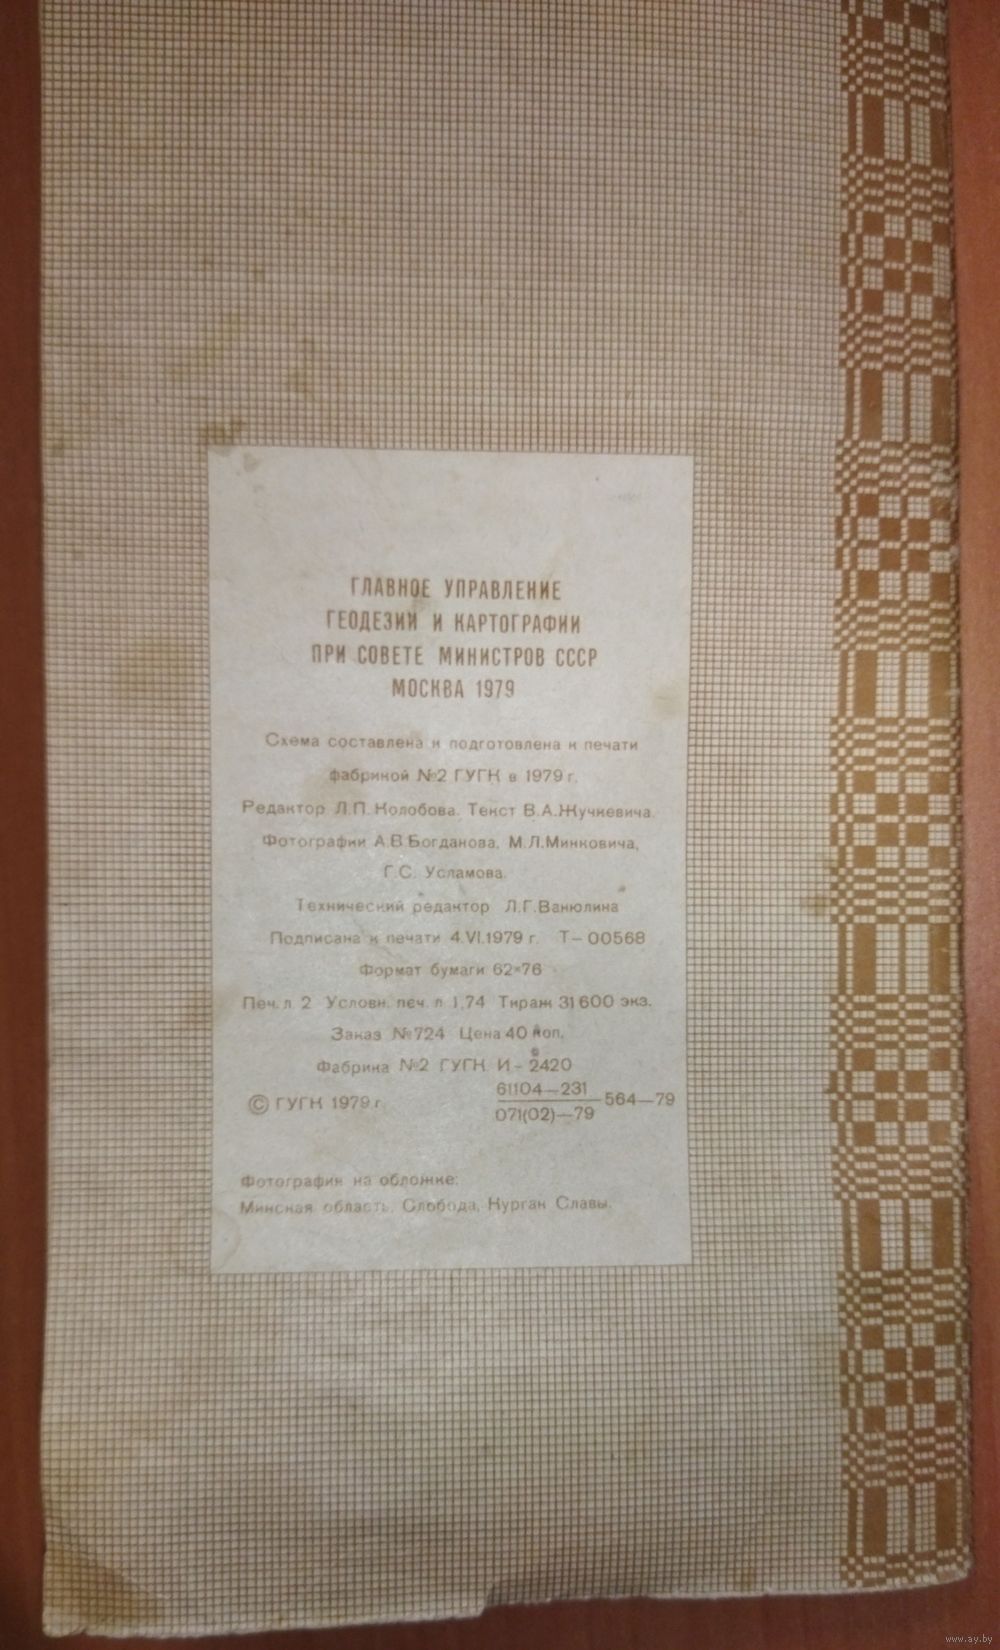 ГЛАВНОЕ УПРАВЛЕНИЕ
ГЕОДЕЗИИ И КАРТОГРАФИИ
ПРИ СОВЕТЕ МИНИСТРОВ СССР
МОСКВА 1979
Схема составлена и подготовлена к печати
фабрикой №2 ГУГК в 1979 г.
Редактор Л.П. Колобова. Текст В.А.Жучкевича.
Фотографии А.В.Богданова, М.Л.Минковича,
Г.С. Усламова.
Технический редактор Л.Г.Ванюлина
Подписана к печати 4.VI.1979 г. Т–00568
Формат бумаги 62×76
Печ. л 2 Условн. печ. л 1,74 Тираж 31 600 экз.
Заказ №724 Цена 40 коп.
Фабрика №2 ГУГК И–2420
61104–231
© ГУГК 1979 г. 564–79
071(02)–79
Фотография на обложке:
Минская область. Слобода, Курган Славы.
www.ay.by